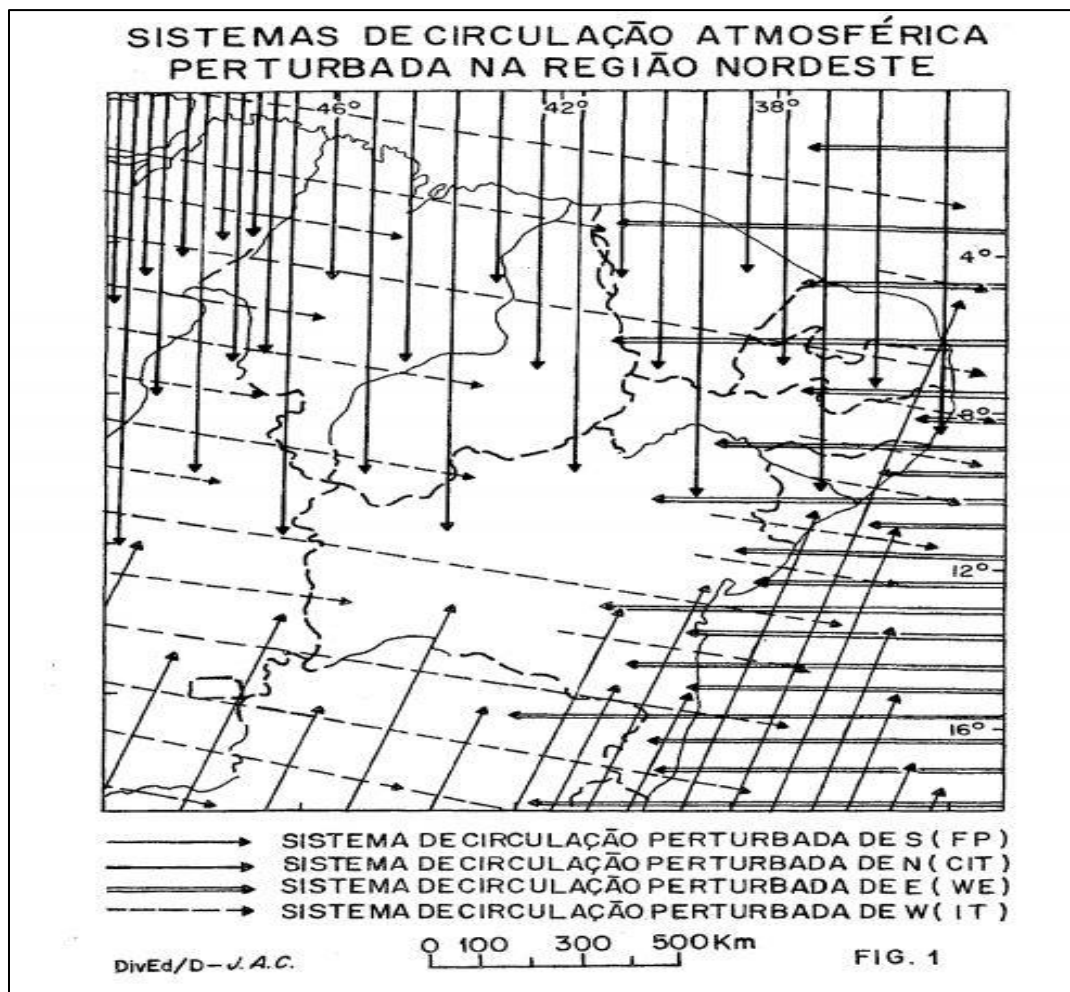 SISTEMAS DE CIRCULAÇÃO ATMOSFÉRICA
PERTURBADA NA REGIÃO NORDESTE
46° 42° 38°
4°
8°
12°
16°
SISTEMA DE CIRCULAÇÃO PERTURBADA DE S (FP)
SISTEMA DE CIRCULAÇÃO PERTURBADA DE N (CIT)
SISTEMA DE CIRCULAÇÃO PERTURBADA DE E (WE)
SISTEMA DE CIRCULAÇÃO PERTURBADA DE W (IT)
DivEd/D-J.A.C. 0 100 300 500Km FIG. 1